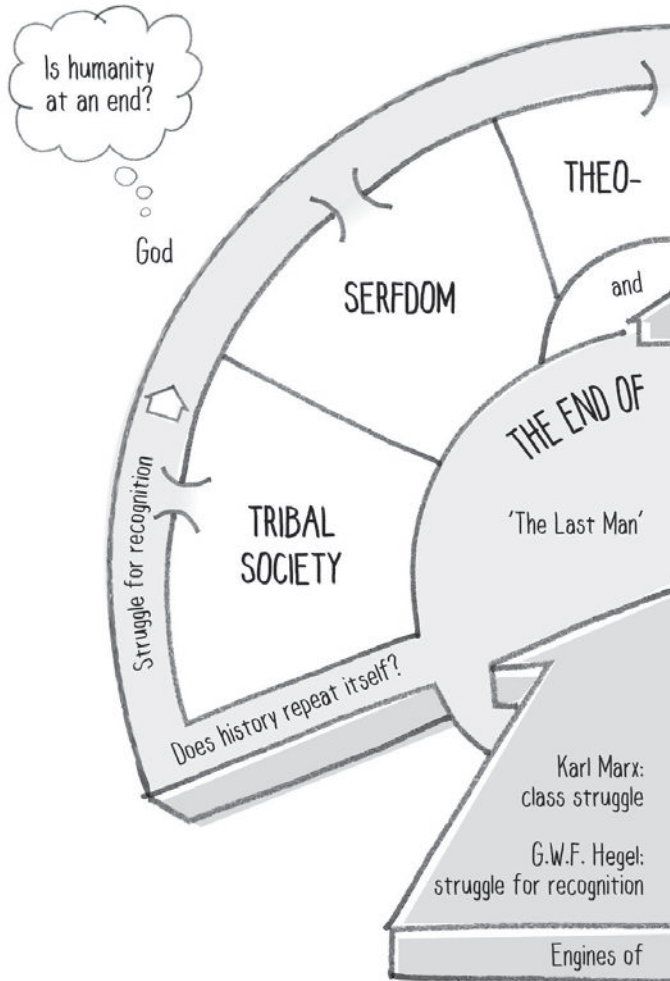 Is humanity
at an end?
God
THEO-
SERFDOM
and
THE END OF
'The Last Man'
TRIBAL
SOCIETY
Struggle for recognition
Does history repeat itself?
Karl Marx:
class struggle
G.W.F. Hegel:
struggle for recognition
Engines of